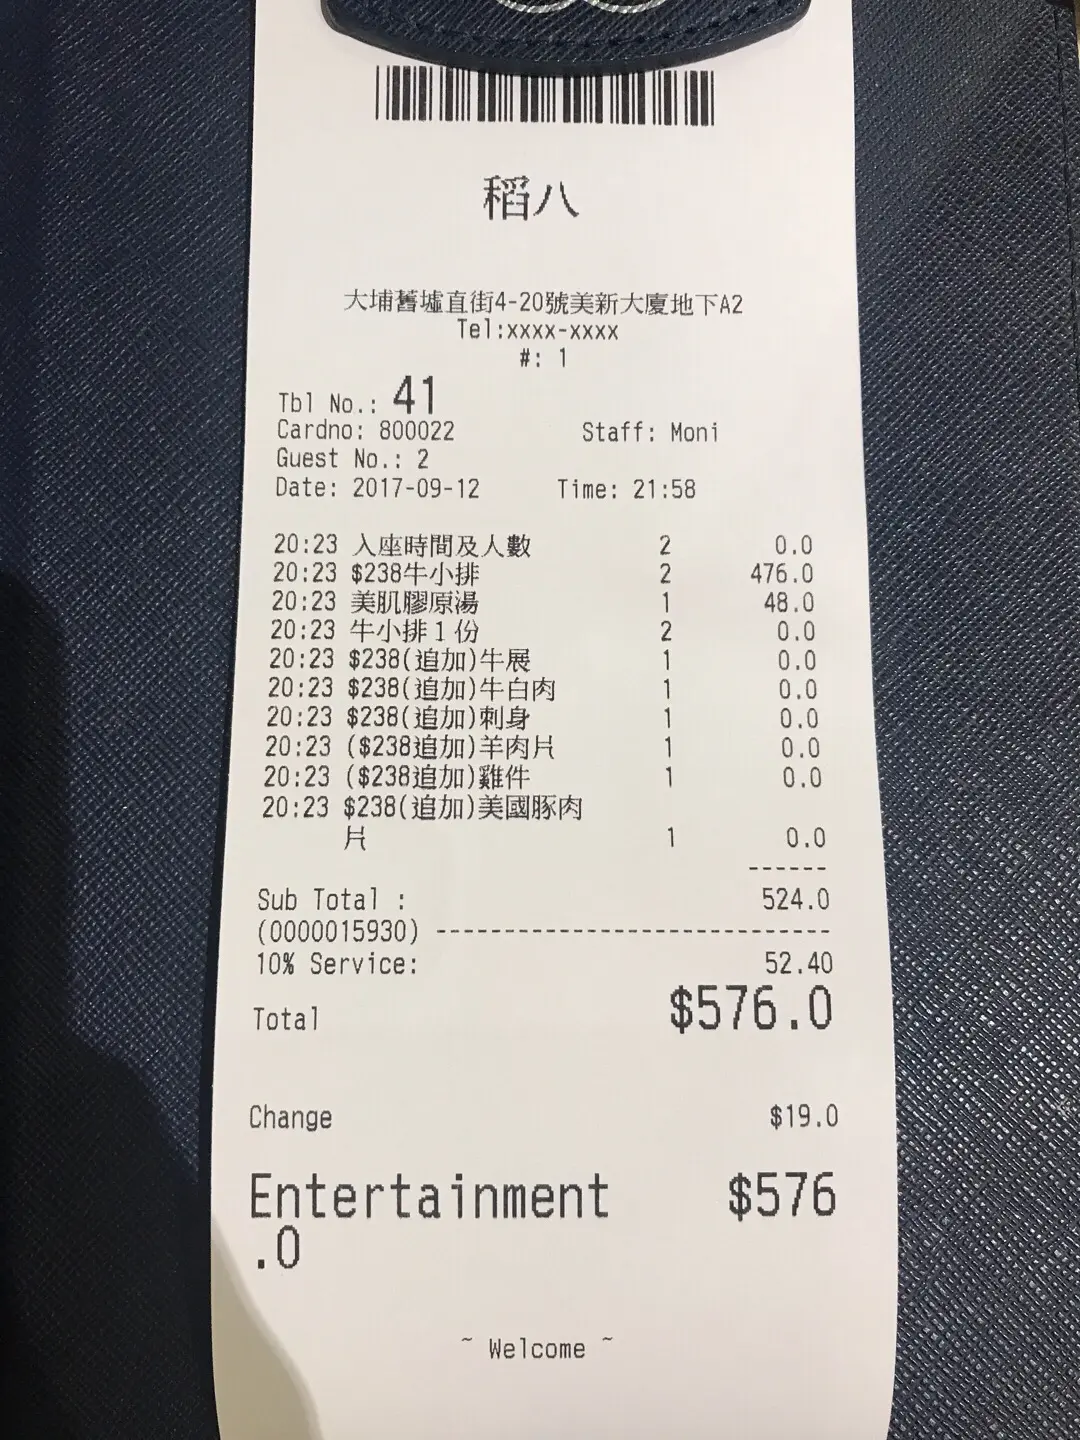 稻八
大埔舊墟直街4-20號美新大廈地下A2
Tel:xxxx-xxxx
#: 1
Tbl No.: 41
Cardno: 800022 Staff: Moni
Guest No.: 2
Date: 2017-09-12 Time: 21:58
20:23 入座時間及人數 2 0.0
20:23 $238牛小排 2 476.0
20:23 美肌膠原湯 1 48.0
20:23 牛小排1份 2 0.0
20:23 $238(追加)牛展 1 0.0
20:23 $238(追加)牛白肉 1 0.0
20:23 $238(追加)刺身 1 0.0
20:23 ($238追加)羊肉片 1 0.0
20:23 ($238追加)雞件 1 0.0
20:23 $238(追加)美國豚肉
片 1 0.0
------
Sub Total : 524.0
(0000015930) ------------------------------
10% Service: 52.40
Total $576.0
Change $19.0
Entertainment $576
.0
~ Welcome ~